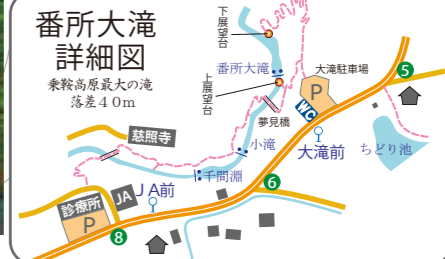 番所大滝
詳細図
乗鞍高原最大の滝
落差40m
下展望台
番所大滝
上展望台
大滝駐車場
P
WC
夢見橋
大滝前
5
ちどり池
慈照寺
小滝
千間淵
6
JA前
JA
診療所
P
8